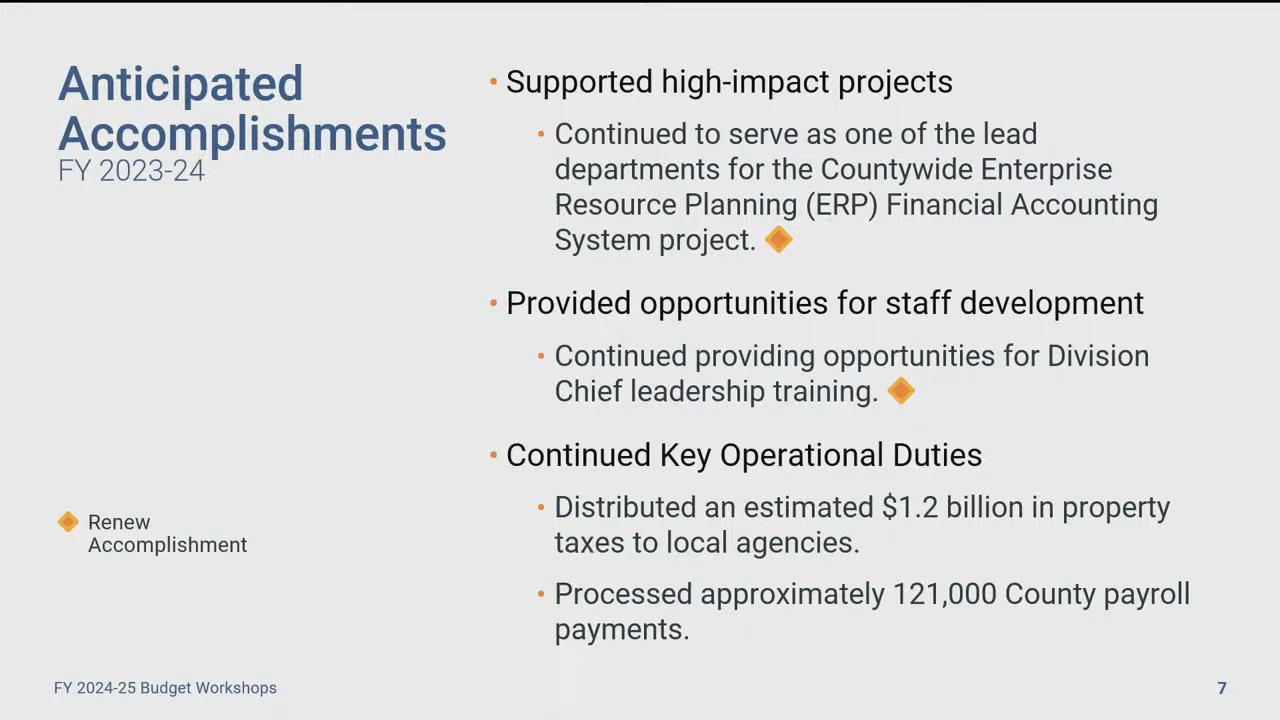 Anticipated
Accomplishments
FY 2023-24
• Supported high-impact projects
• Continued to serve as one of the lead
departments for the Countywide Enterprise
Resource Planning (ERP) Financial Accounting
System project.
• Provided opportunities for staff development
• Continued providing opportunities for Division
Chief leadership training.
• Continued Key Operational Duties
• Distributed an estimated $1.2 billion in property
taxes to local agencies.
• Processed approximately 121,000 County payroll
payments.
Renew
Accomplishment
FY 2024-25 Budget Workshops
7